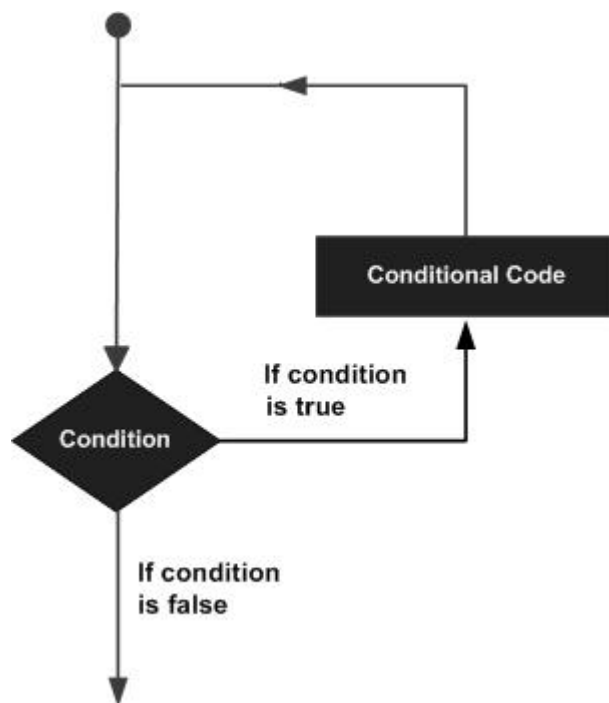 Conditional Code
If condition
is true
Condition
If condition
is false